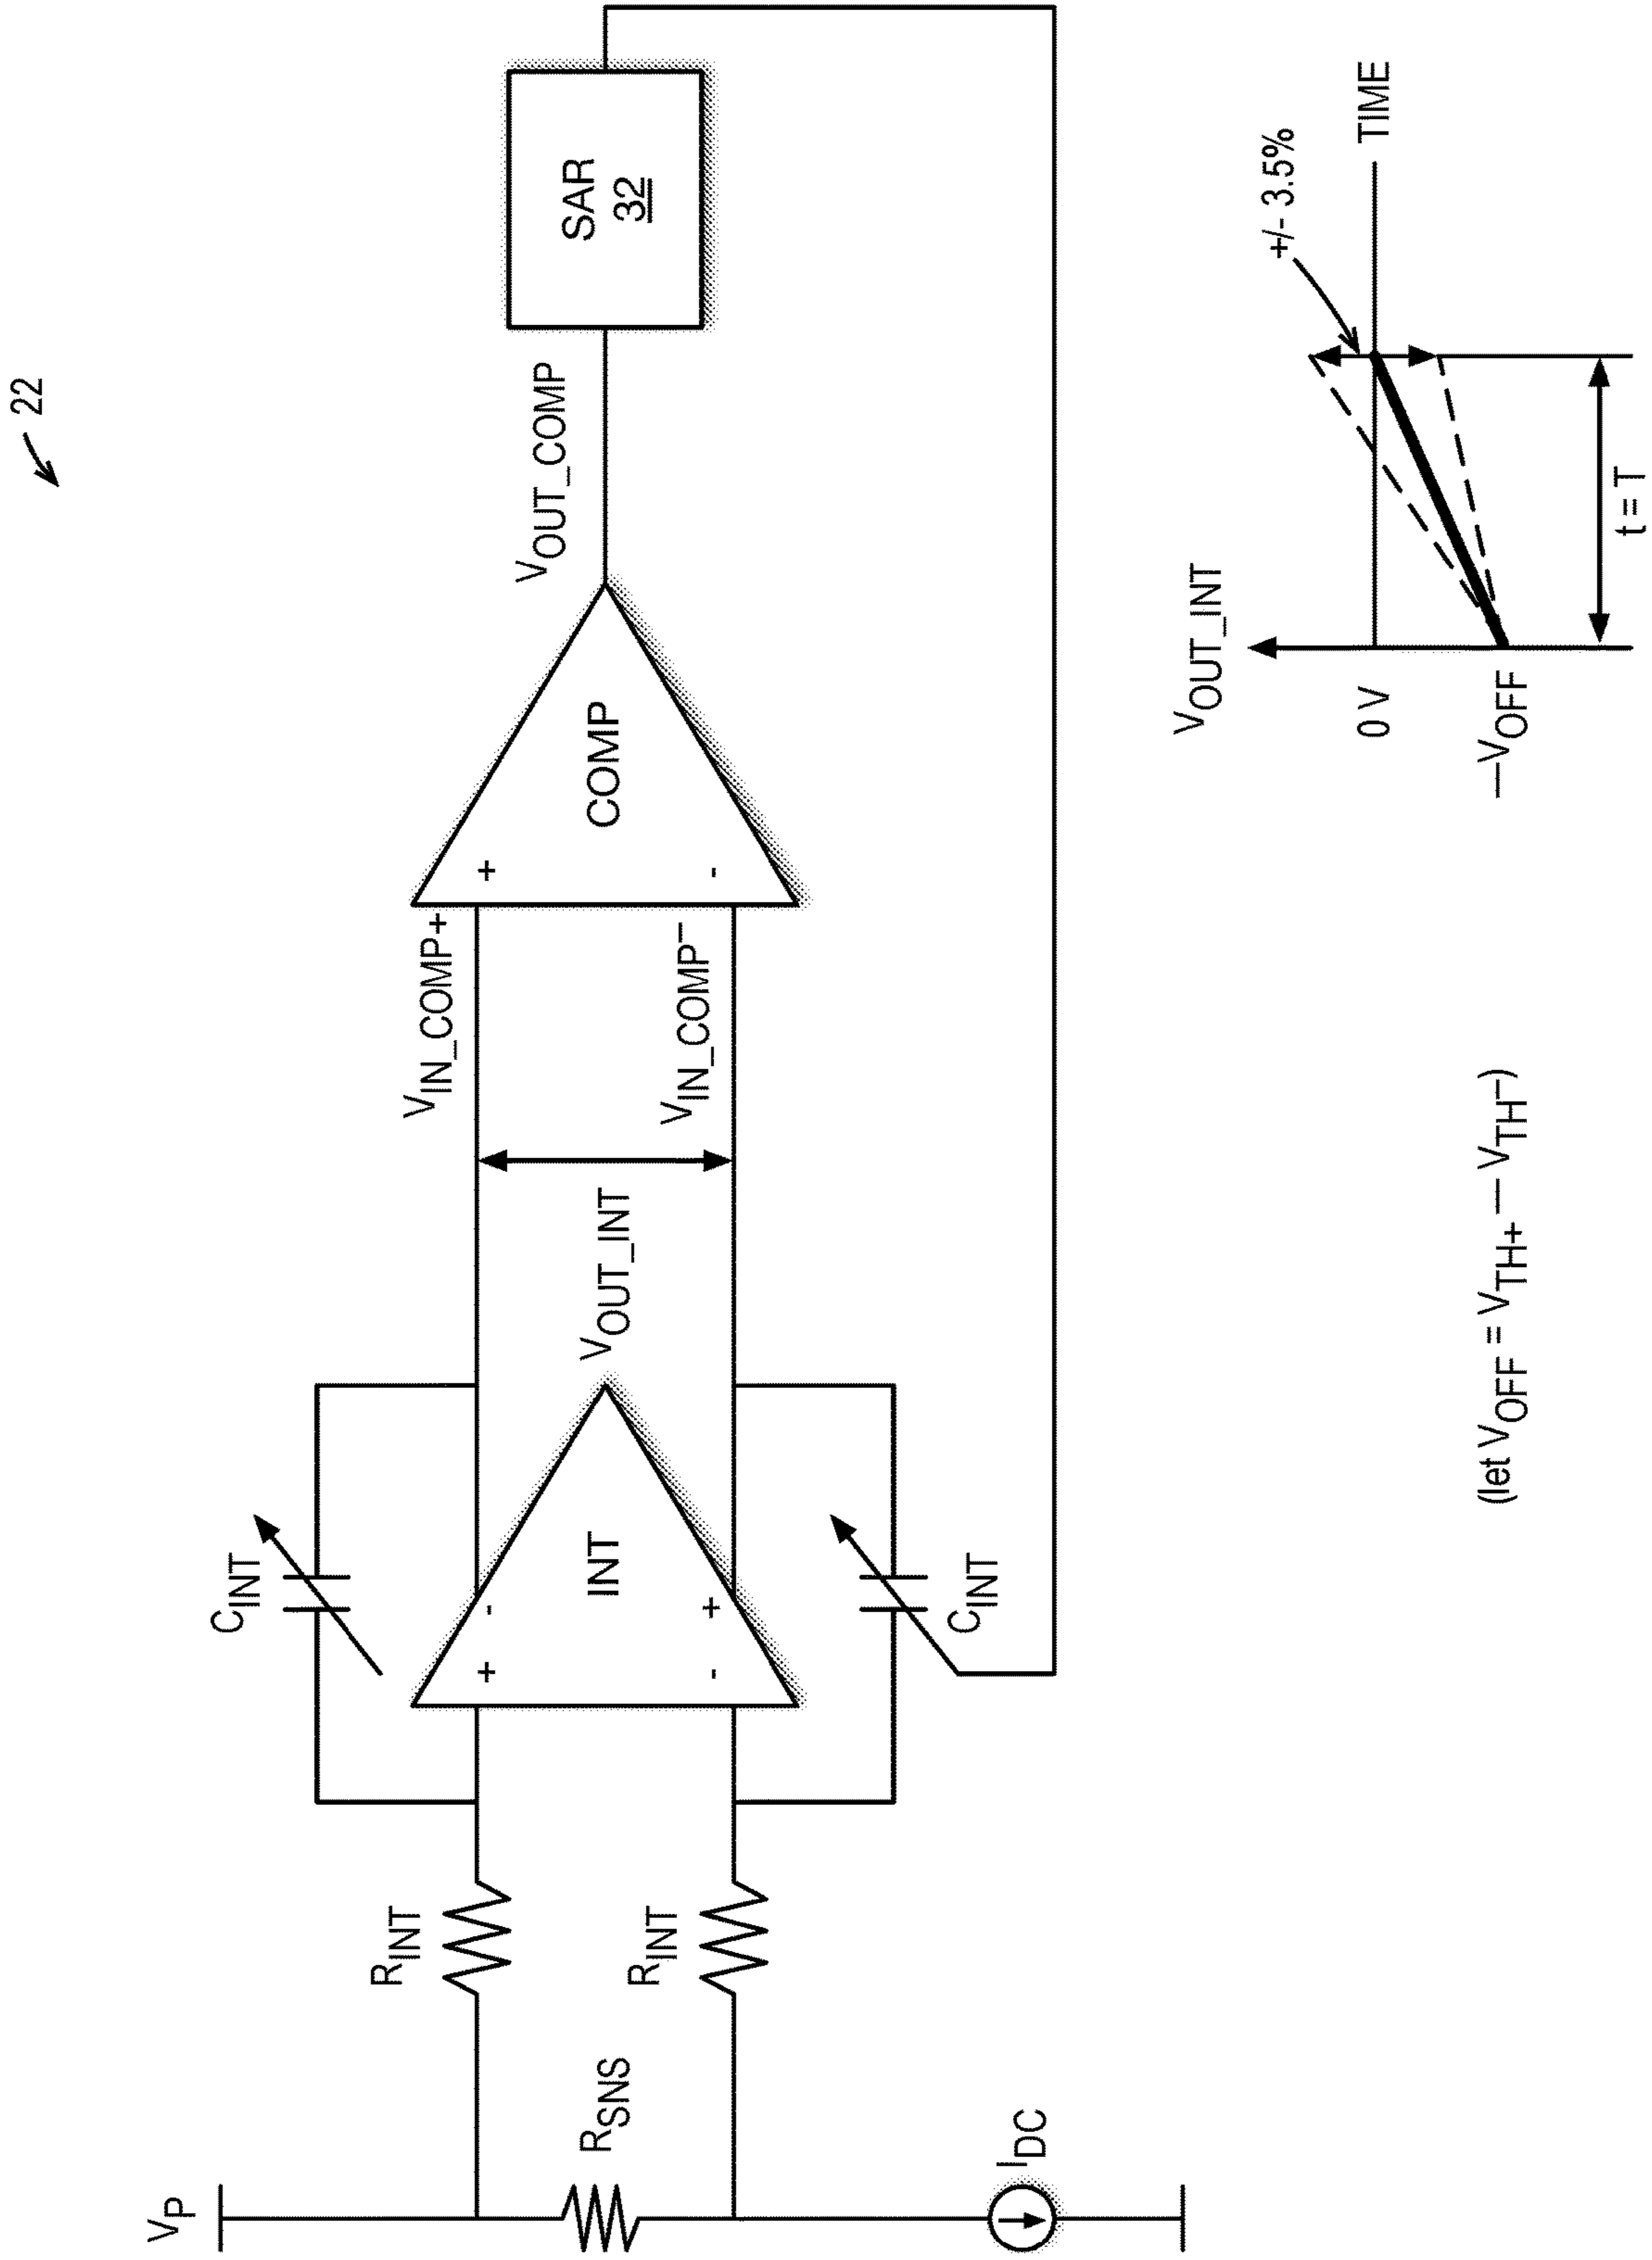 22
V_P
R_SNS
I_DC
R_INT
R_INT
C_INT
+
-
INT
-
+
C_INT
V_OUT_INT
V_IN_COMP+
V_IN_COMP−
+
-
COMP
V_OUT_COMP
SAR
32
(let V_OFF = V_TH+ — V_TH−)
V_OUT_INT
0 V
—V_OFF
+/- 3.5%
TIME
t = T